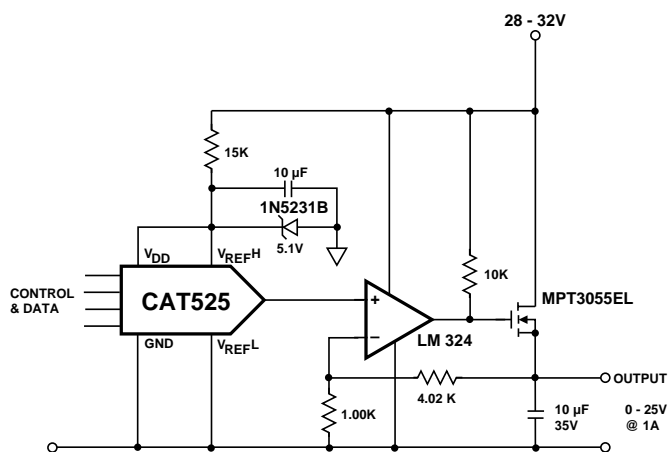 28 - 32V
15K
10 µF
1N5231B
5.1V
10K
MPT3055EL
VDD
VREFH
CONTROL
& DATA
CAT525
+
–
LM 324
GND
VREFL
4.02 K
1.00K
OUTPUT
10 µF
35V
0 - 25V
@ 1A